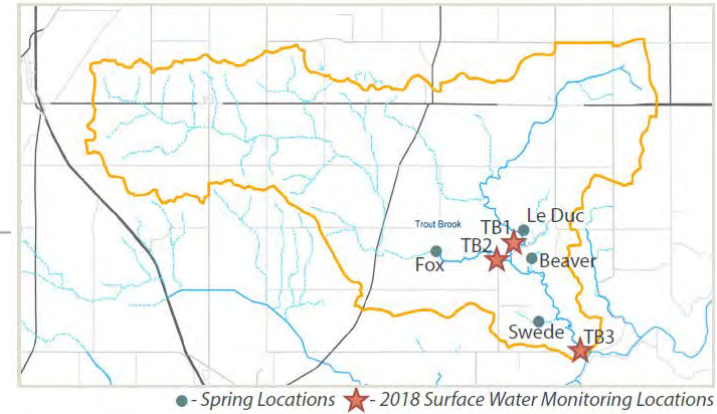 Trout Brook
Le Duc
TB1
TB2
Fox
Beaver
Swede
TB3
- Spring Locations - 2018 Surface Water Monitoring Locations